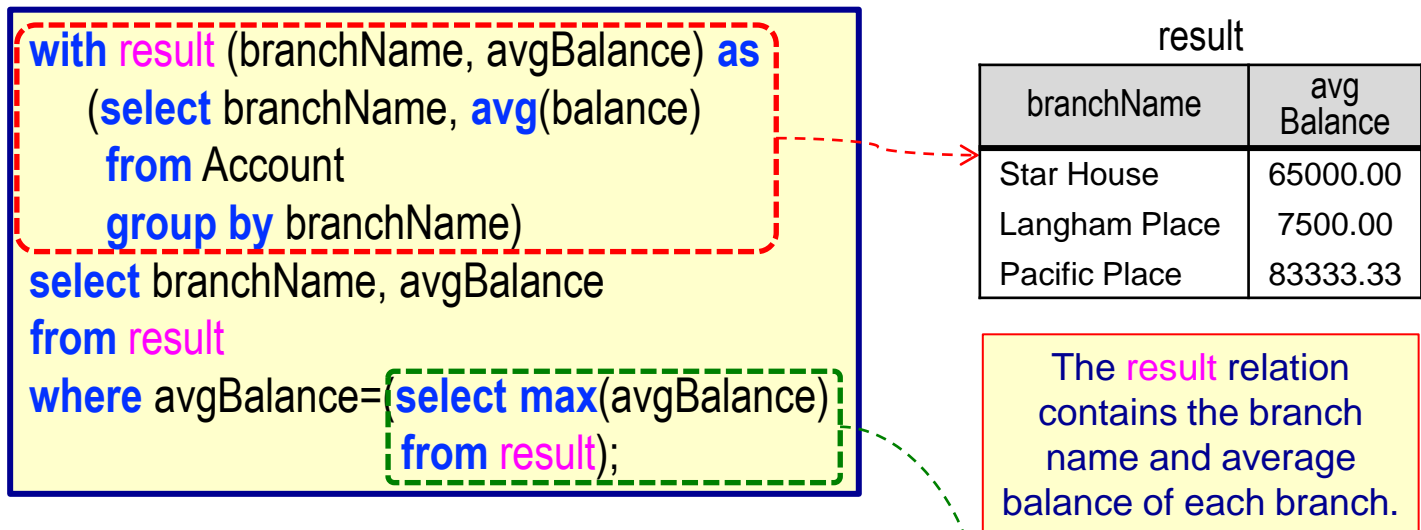 with result (branchName, avgBalance) as
(select branchName, avg(balance)
from Account
group by branchName)
select branchName, avgBalance
from result
where avgBalance=(select max(avgBalance)
from result);
result
branchName avg
Balance
Star House 65000.00
Langham Place 7500.00
Pacific Place 83333.33
The result relation
contains the branch
name and average
balance of each branch.